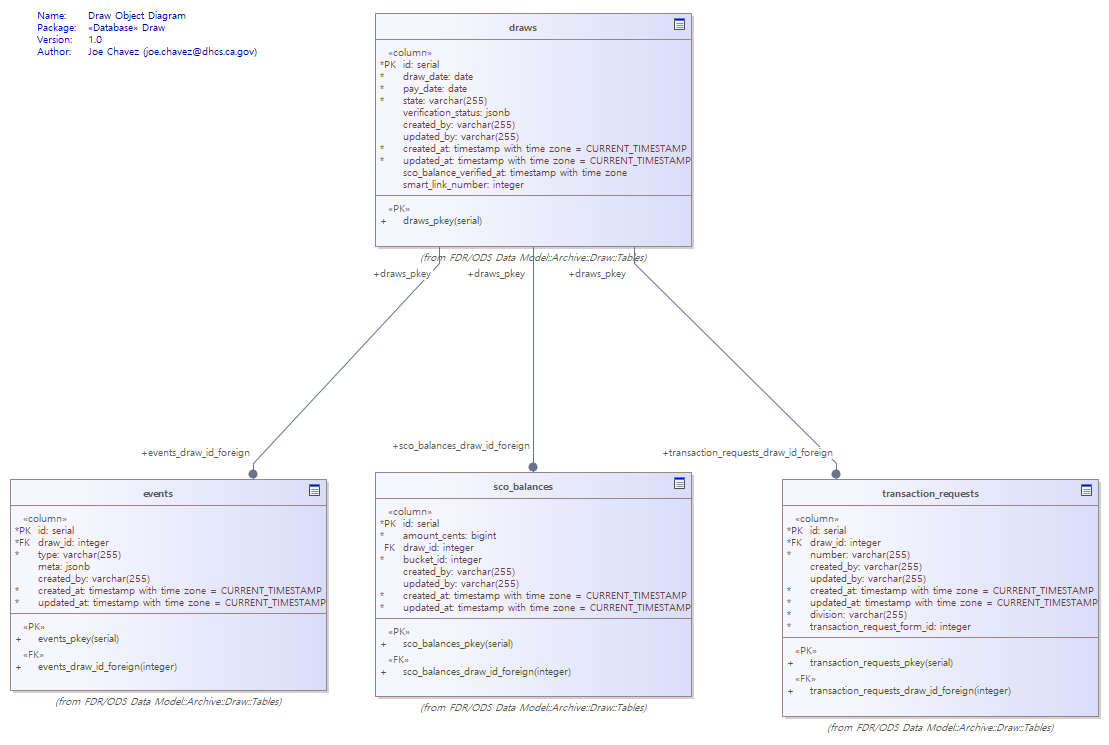 Name: Draw Object Diagram
Package: «Database» Draw
Version: 1.0
Author: Joe Chavez (joe.chavez@dhcs.ca.gov)
draws
«column»
*PK id: serial
* draw_date: date
* pay_date: date
* state: varchar(255)
verification_status: jsonb
created_by: varchar(255)
updated_by: varchar(255)
* created_at: timestamp with time zone = CURRENT_TIMESTAMP
* updated_at: timestamp with time zone = CURRENT_TIMESTAMP
sco_balance_verified_at: timestamp with time zone
smart_link_number: integer
«PK»
+ draws_pkey(serial)
(from FDR/ODS Data Model::Archive::Draw::Tables)
+draws_pkey +draws_pkey +draws_pkey
+events_draw_id_foreign
+sco_balances_draw_id_foreign
+transaction_requests_draw_id_foreign
events
«column»
*PK id: serial
*FK draw_id: integer
* type: varchar(255)
meta: jsonb
created_by: varchar(255)
* created_at: timestamp with time zone = CURRENT_TIMESTAMP
* updated_at: timestamp with time zone = CURRENT_TIMESTAMP
«PK»
+ events_pkey(serial)
«FK»
+ events_draw_id_foreign(integer)
(from FDR/ODS Data Model::Archive::Draw::Tables)
sco_balances
«column»
*PK id: serial
* amount_cents: bigint
FK draw_id: integer
* bucket_id: integer
created_by: varchar(255)
updated_by: varchar(255)
* created_at: timestamp with time zone = CURRENT_TIMESTAMP
* updated_at: timestamp with time zone = CURRENT_TIMESTAMP
«PK»
+ sco_balances_pkey(serial)
«FK»
+ sco_balances_draw_id_foreign(integer)
(from FDR/ODS Data Model::Archive::Draw::Tables)
transaction_requests
«column»
*PK id: serial
*FK draw_id: integer
* number: varchar(255)
created_by: varchar(255)
updated_by: varchar(255)
* created_at: timestamp with time zone = CURRENT_TIMESTAMP
* updated_at: timestamp with time zone = CURRENT_TIMESTAMP
* division: varchar(255)
* transaction_request_form_id: integer
«PK»
+ transaction_requests_pkey(serial)
«FK»
+ transaction_requests_draw_id_foreign(integer)
(from FDR/ODS Data Model::Archive::Draw::Tables)